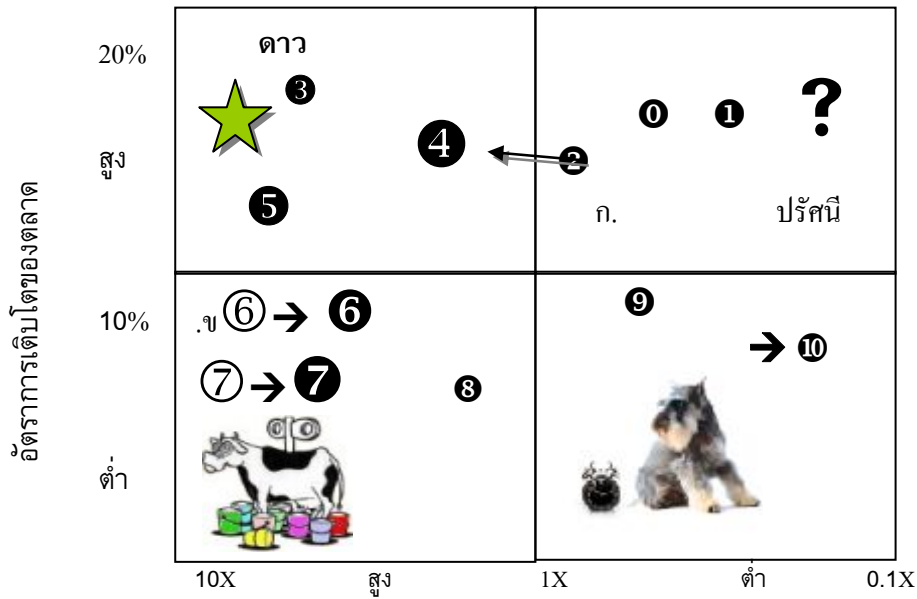 20%
ดาว
❸
❹
⓿ ❶ ?
❷
สูง
❺
ก. ปรัศนี
อัตราการเติบโตของตลาด
10%
.ข ⑥ → ❻
❾
→ ❿
⑦ → ❼
❽
ต่ำ
10X สูง 1X ต่ำ 0.1X